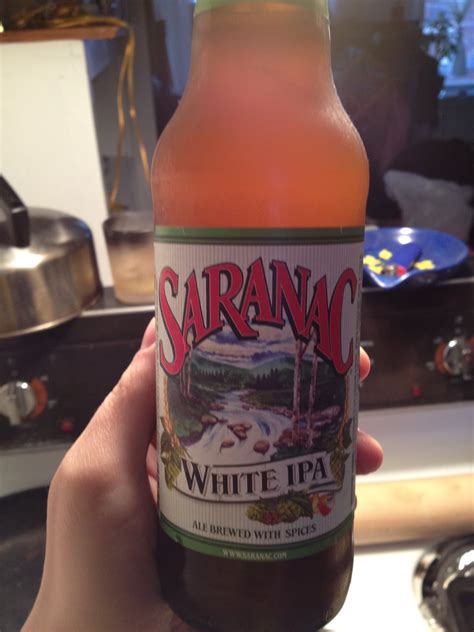 SARANAC
WHITE IPA
ALE BREWED WITH SPICES
WWW.SARANAC.COM